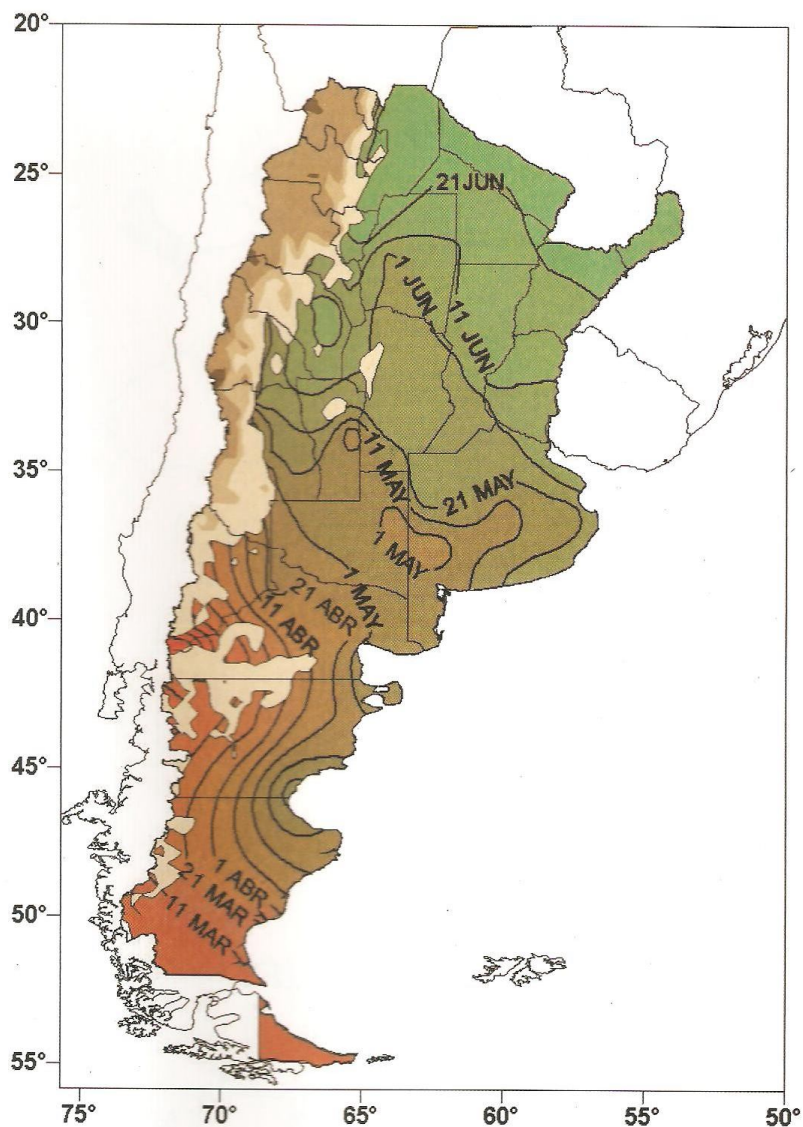 20°
25°
30°
35°
40°
45°
50°
55°
21 JUN
1 JUN
11 JUN
11 MAY
21 MAY
1 MAY
1 MAY
21 ABR
11 ABR
1 ABR
21 MAR
11 MAR
75°
70°
65°
60°
55°
50°